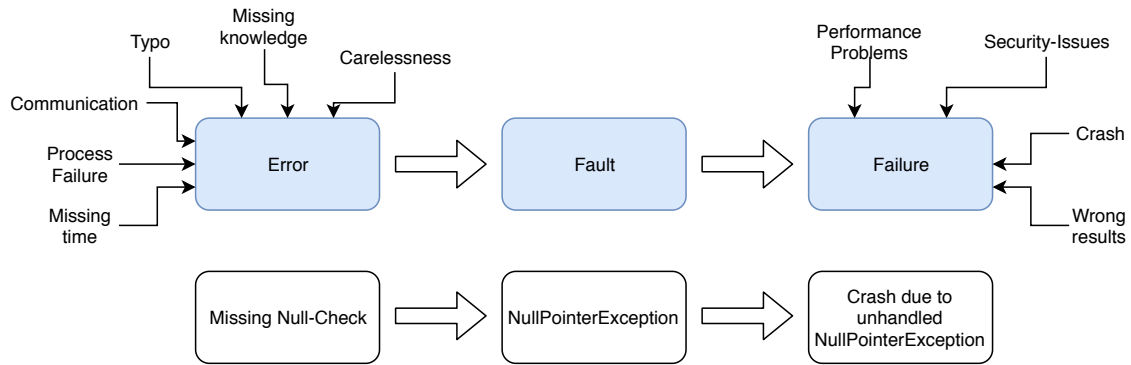 Missing
knowledge
Typo
Carelessness
Communication
Process
Failure
Missing
time
Error
Fault
Performance
Problems
Security-Issues
Failure
Crash
Wrong
results
Missing Null-Check
NullPointerException
Crash due to
unhandled
NullPointerException